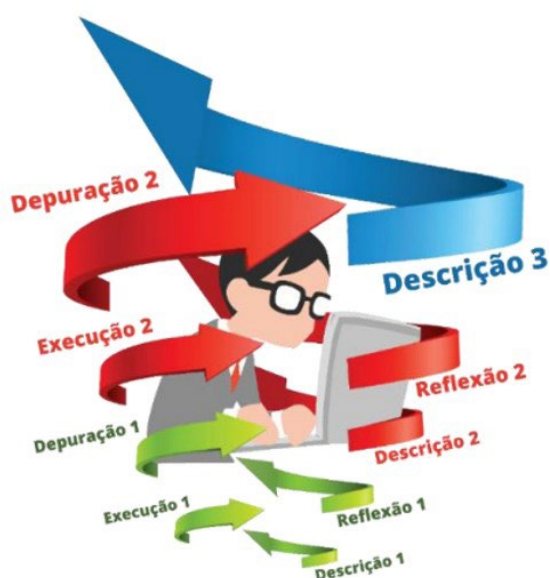 Depuração 2
Descrição 3
Execução 2
Reflexão 2
Depuração 1
Descrição 2
Execução 1
Reflexão 1
Descrição 1